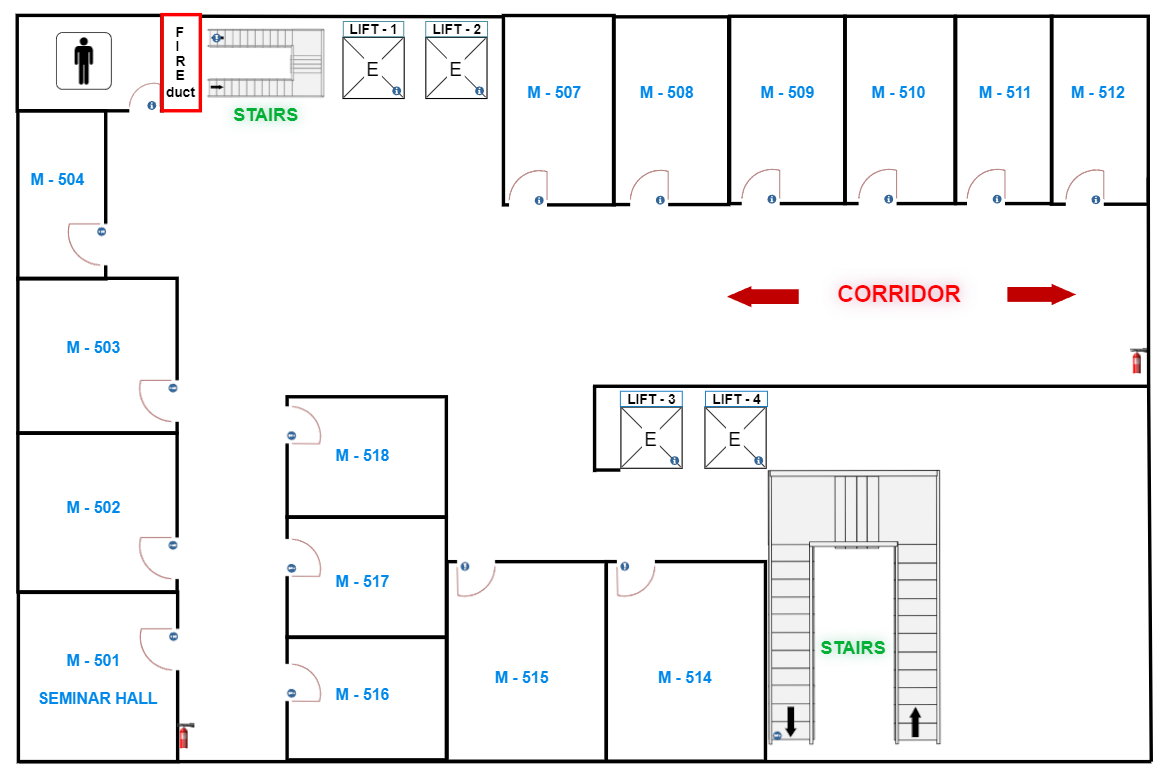 FIRE
duct
LIFT - 1
LIFT - 2
E
E
STAIRS
M - 507
M - 508
M - 509
M - 510
M - 511
M - 512
M - 504
CORRIDOR
M - 503
LIFT - 3
LIFT - 4
E
E
M - 518
M - 502
M - 517
M - 501
SEMINAR HALL
M - 516
M - 515
M - 514
STAIRS